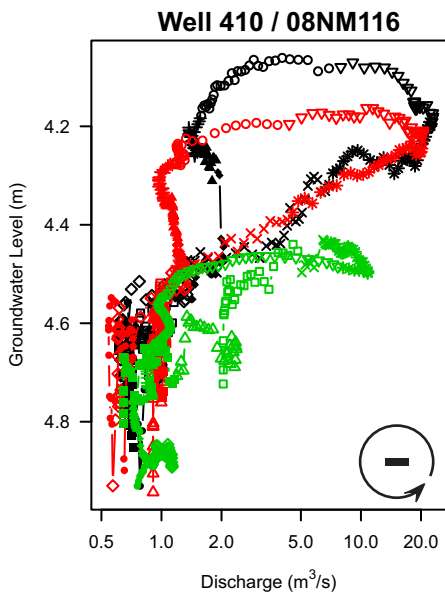 Well 410 / 08NM116
Groundwater Level (m)
4.2
4.4
4.6
4.8
0.5 1.0 2.0 5.0 10.0 20.0
Discharge (m³/s)